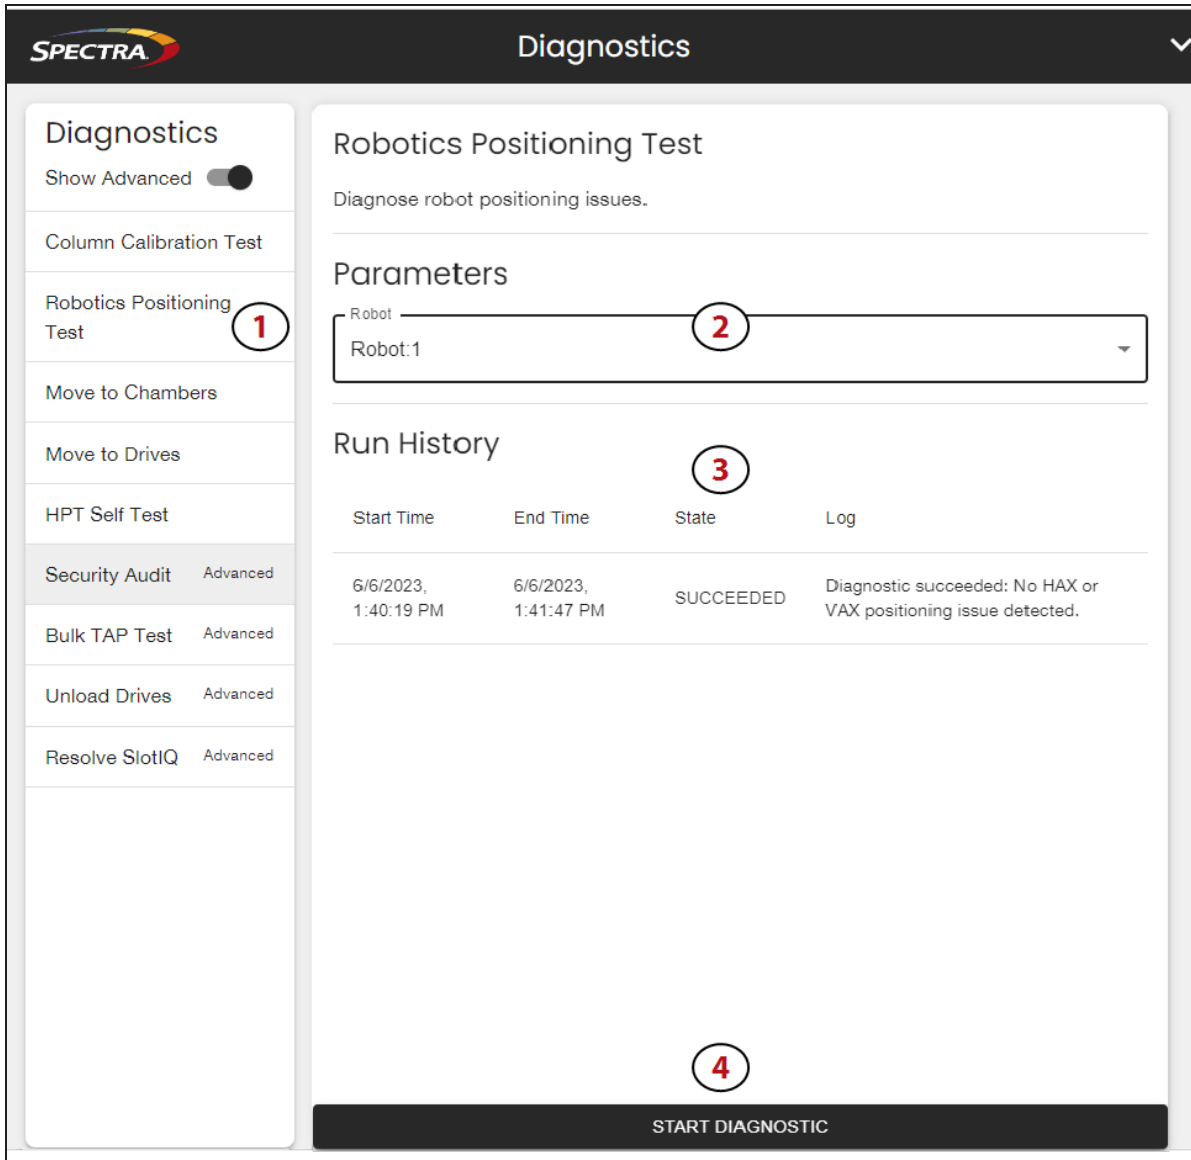 SPECTRA
Diagnostics
Diagnostics
Show Advanced
Column Calibration Test
Robotics Positioning
Test
1
Move to Chambers
Move to Drives
HPT Self Test
Security Audit Advanced
Bulk TAP Test Advanced
Unload Drives Advanced
Resolve SlotIQ Advanced
Robotics Positioning Test
Diagnose robot positioning issues.
Parameters
Robot
2
Robot:1
Run History
3
Start Time End Time State Log
6/6/2023, 6/6/2023, SUCCEEDED Diagnostic succeeded: No HAX or
1:40:19 PM 1:41:47 PM VAX positioning issue detected.
4
START DIAGNOSTIC